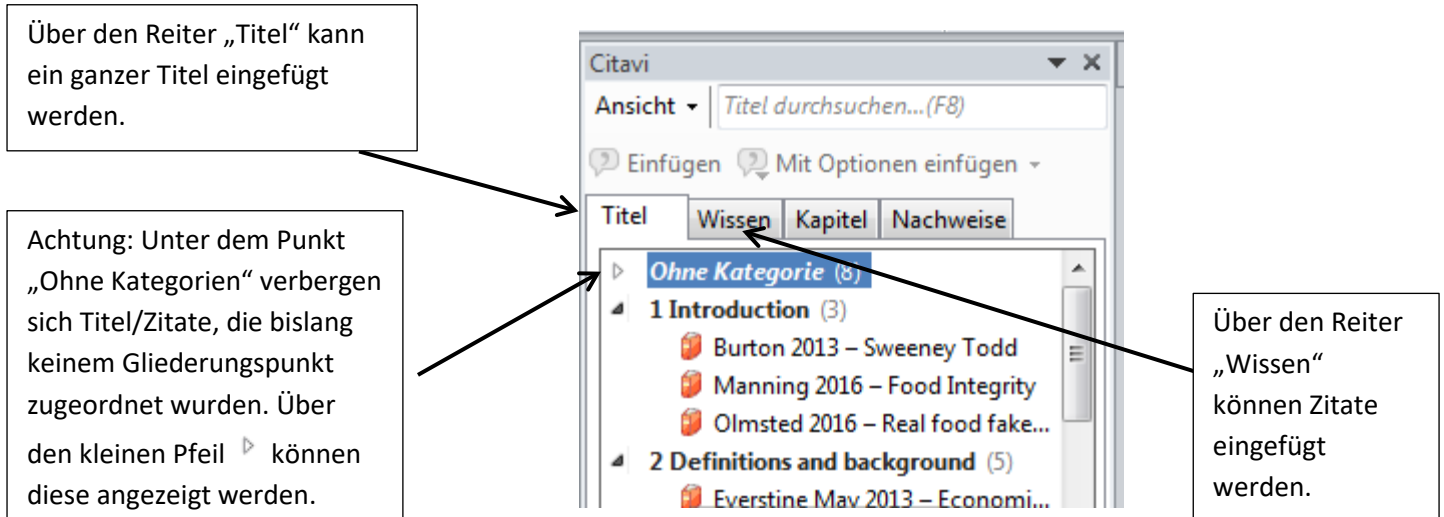 Über den Reiter „Titel“ kann
ein ganzer Titel eingefügt
werden.
Achtung: Unter dem Punkt
„Ohne Kategorien“ verbergen
sich Titel/Zitate, die bislang
keinem Gliederungspunkt
zugeordnet wurden. Über
den kleinen Pfeil können
diese angezeigt werden.
Citavi
Ansicht Titel durchsuchen...(F8)
Einfügen Mit Optionen einfügen
Titel Wissen Kapitel Nachweise
Ohne Kategorie (8)
1 Introduction (3)
Burton 2013 – Sweeney Todd
Manning 2016 – Food Integrity
Olmsted 2016 – Real food fake...
2 Definitions and background (5)
Everstine May 2013 – Economi...
Über den Reiter
„Wissen“
können Zitate
eingefügt
werden.